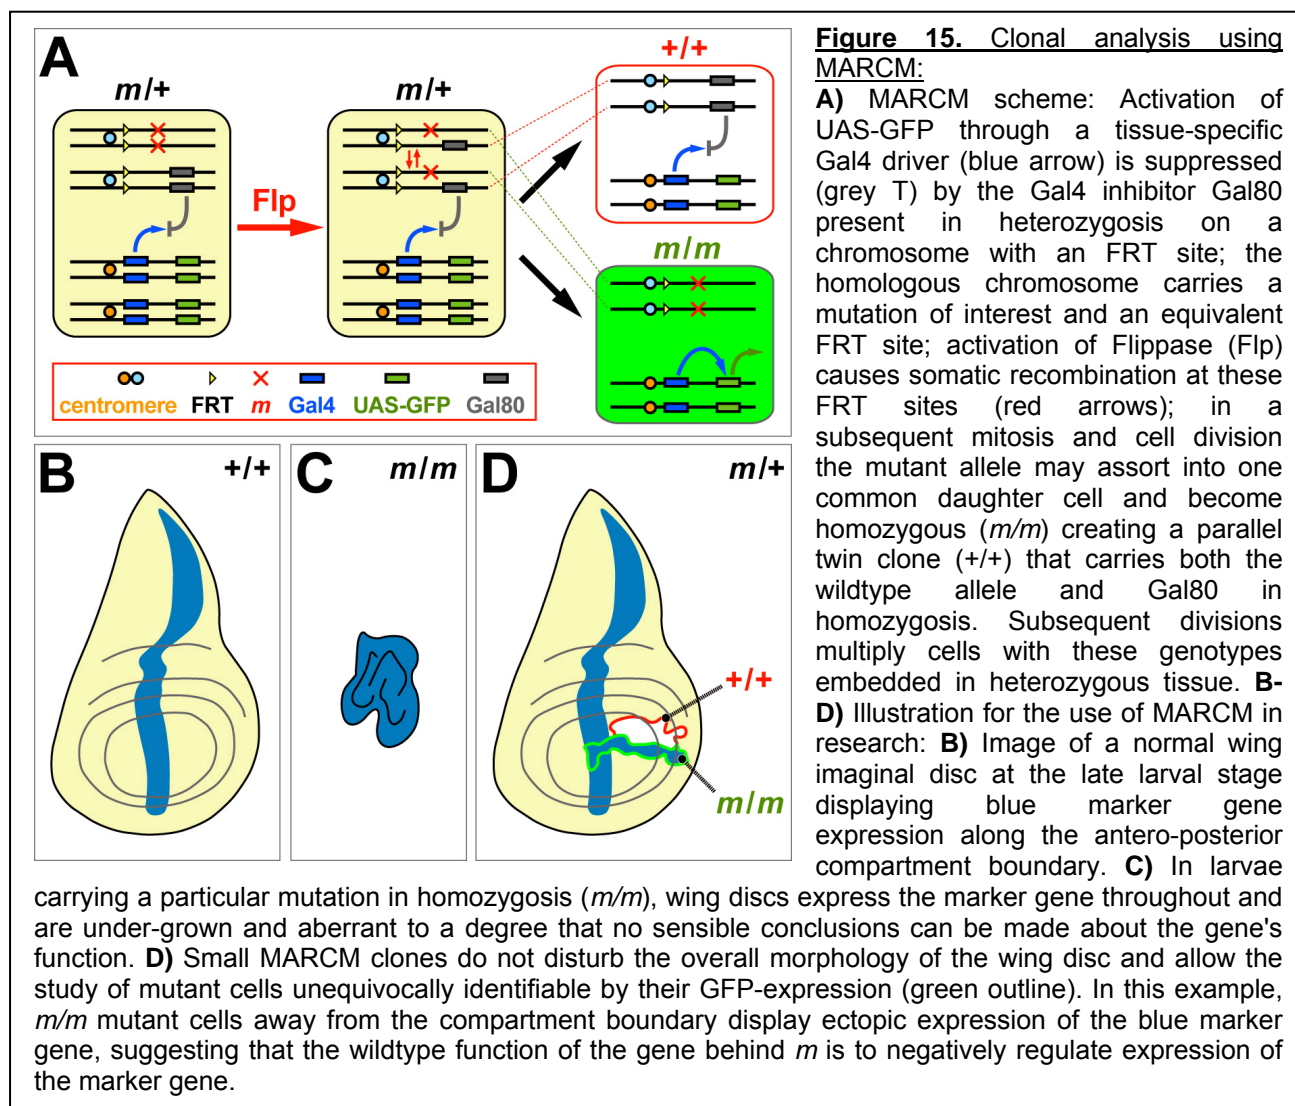 A
m/+
m/+
+/+
Flp
m/m
centromere FRT m Gal4 UAS-GFP Gal80
B
+/+
C
m/m
D
m/+
+/+
m/m
Figure 15. Clonal analysis using
MARCM:
A) MARCM scheme: Activation of
UAS-GFP through a tissue-specific
Gal4 driver (blue arrow) is suppressed
(grey T) by the Gal4 inhibitor Gal80
present in heterozygosis on a
chromosome with an FRT site; the
homologous chromosome carries a
mutation of interest and an equivalent
FRT site; activation of Flippase (Flp)
causes somatic recombination at these
FRT sites (red arrows); in a
subsequent mitosis and cell division
the mutant allele may assort into one
common daughter cell and become
homozygous (m/m) creating a parallel
twin clone (+/+) that carries both the
wildtype allele and Gal80 in
homozygosis. Subsequent divisions
multiply cells with these genotypes
embedded in heterozygous tissue. B-
D) Illustration for the use of MARCM in
research: B) Image of a normal wing
imaginal disc at the late larval stage
displaying blue marker gene
expression along the antero-posterior
compartment boundary. C) In larvae
carrying a particular mutation in homozygosis (m/m), wing discs express the marker gene throughout and
are under-grown and aberrant to a degree that no sensible conclusions can be made about the gene's
function. D) Small MARCM clones do not disturb the overall morphology of the wing disc and allow the
study of mutant cells unequivocally identifiable by their GFP-expression (green outline). In this example,
m/m mutant cells away from the compartment boundary display ectopic expression of the blue marker
gene, suggesting that the wildtype function of the gene behind m is to negatively regulate expression of
the marker gene.